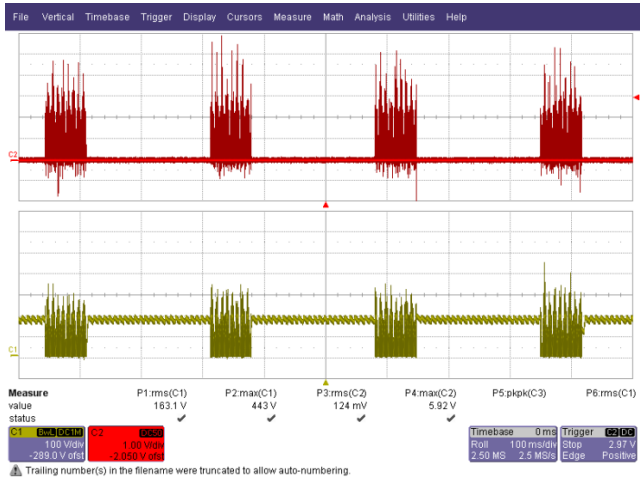 File Vertical Timebase Trigger Display Cursors Measure Math Analysis Utilities Help
C2
C1
Measure P1:rms(C1) P2:max(C1) P3:rms(C2) P4:max(C2) P5:pkpk(C3) P6:rms(C1)
value 163.1 V 443 V 124 mV 5.92 V
status
C1 BwL DC1M C2 Timebase 0 ms Trigger C2 DC
100 V/div 1.00 V/div Roll 100 ms/div Stop 2.97 V
-289.0 V ofst -2.050 V ofst 2.50 MS 2.5 MS/s Edge Positive
Trailing number(s) in the filename were truncated to allow auto-numbering.